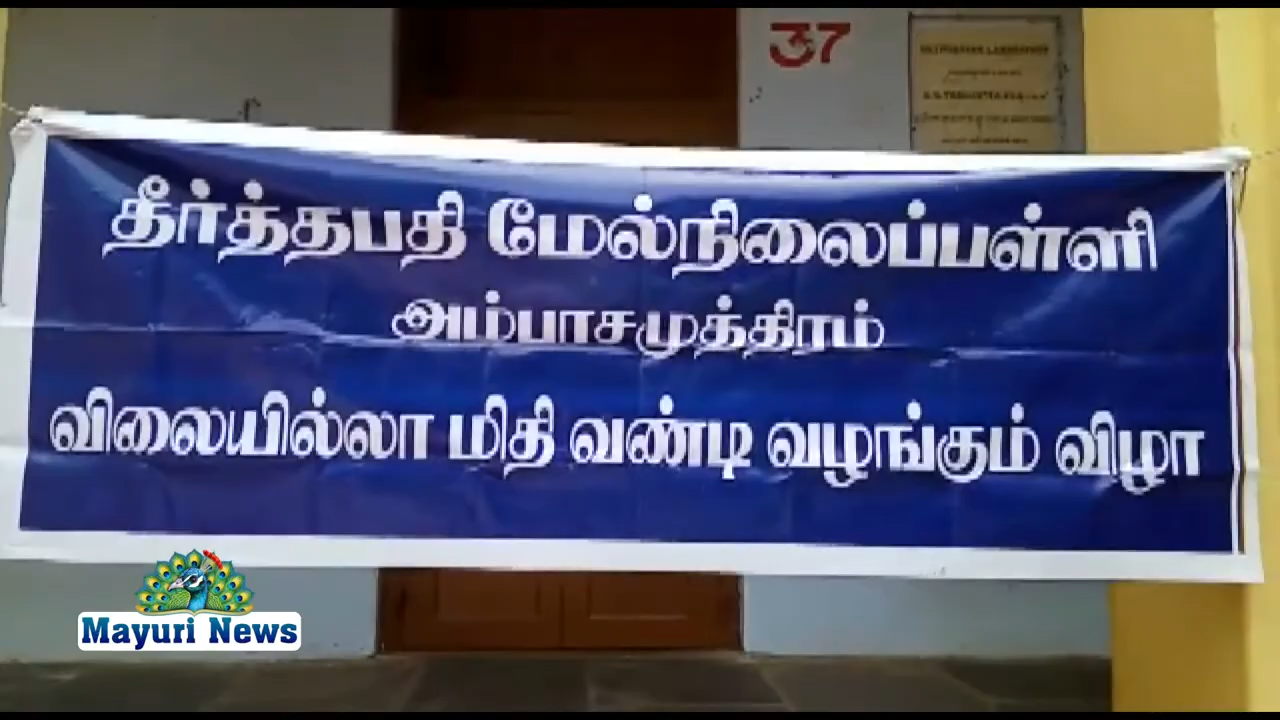 37
தீர்த்தபதி மேல்நிலைப்பள்ளி
அம்பாசமுத்திரம்
விலையில்லா மிதி வண்டி வழங்கும் விழா
Mayuri News